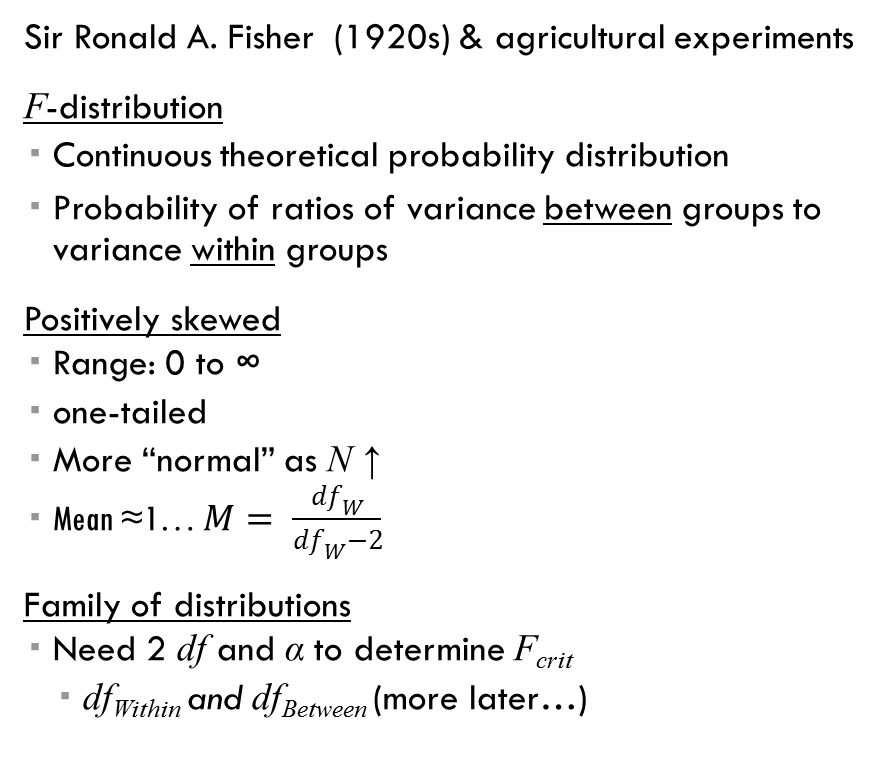 Sir Ronald A. Fisher (1920s) & agricultural experiments
F-distribution
▪ Continuous theoretical probability distribution
▪ Probability of ratios of variance between groups to
variance within groups
Positively skewed
▪ Range: 0 to ∞
▪ one-tailed
▪ More “normal” as N ↑
▪ Mean ≈1… M = df_W / (df_W−2)
Family of distributions
▪ Need 2 df and α to determine F_crit
▪ df_Within and df_Between (more later…)